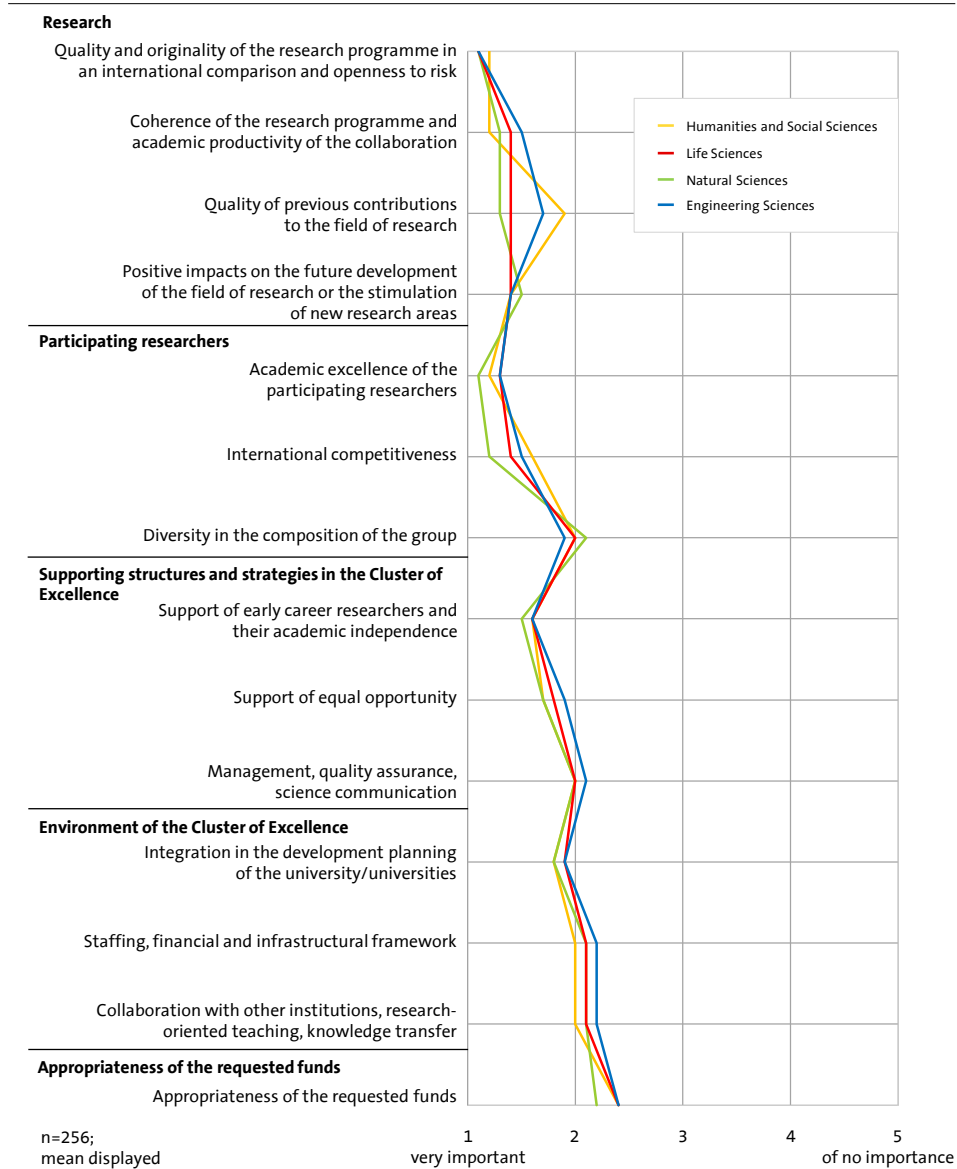 Research
Quality and originality of the research programme in
an international comparison and openness to risk
Coherence of the research programme and
academic productivity of the collaboration
Humanities and Social Sciences
Life Sciences
Natural Sciences
Engineering Sciences
Quality of previous contributions
to the field of research
Positive impacts on the future development
of the field of research or the stimulation
of new research areas
Participating researchers
Academic excellence of the
participating researchers
International competitiveness
Diversity in the composition of the group
Supporting structures and strategies in the Cluster of
Excellence
Support of early career researchers and
their academic independence
Support of equal opportunity
Management, quality assurance,
science communication
Environment of the Cluster of Excellence
Integration in the development planning
of the university/universities
Staffing, financial and infrastructural framework
Collaboration with other institutions, research-
oriented teaching, knowledge transfer
Appropriateness of the requested funds
Appropriateness of the requested funds
n=256;
mean displayed
1 2 3 4 5
very important of no importance